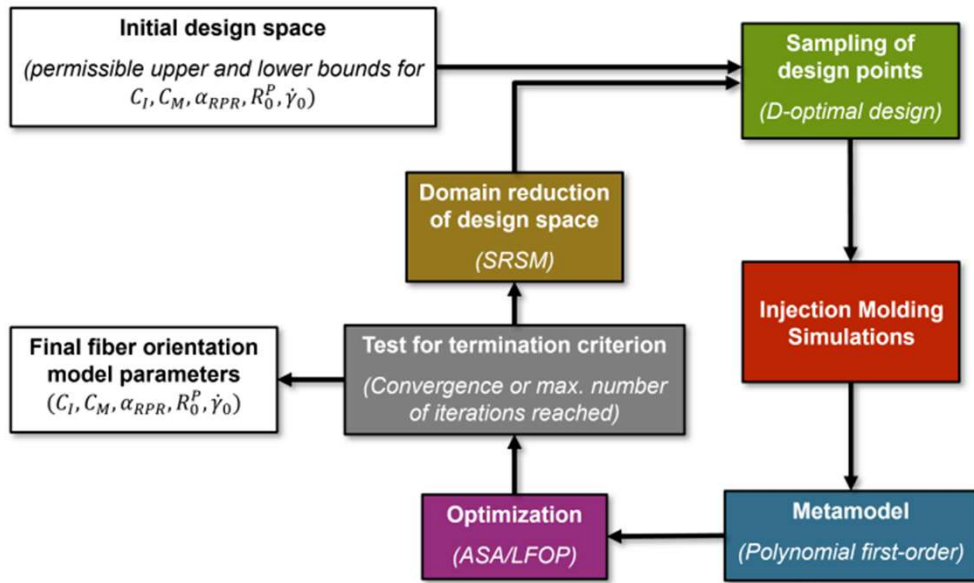 Initial design space
(permissible upper and lower bounds for
C_I, C_M, α_RPR, R_0^P, γ̇_0)
Sampling of
design points
(D-optimal design)
Domain reduction
of design space
(SRSM)
Injection Molding
Simulations
Final fiber orientation
model parameters
(C_I, C_M, α_RPR, R_0^P, γ̇_0)
Test for termination criterion
(Convergence or max. number
of iterations reached)
Optimization
(ASA/LFOP)
Metamodel
(Polynomial first-order)